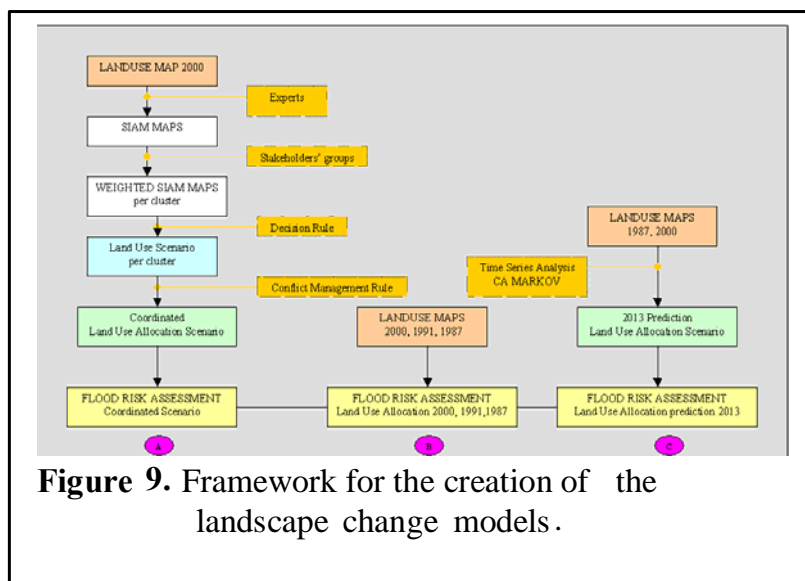 LANDUSE MAP 2000
Experts
SIAM MAPS
Stakeholders' groups
WEIGHTED SIAM MAPS
per cluster
Decision Rule
Land Use Scenario
per cluster
Conflict Management Rule
Coordinated
Land Use Allocation Scenario
FLOOD RISK ASSESSMENT
Coordinated Scenario
A
LANDUSE MAPS
2000, 1991, 1987
FLOOD RISK ASSESSMENT
Land Use Allocation 2000, 1991,1987
B
LANDUSE MAPS
1987, 2000
Time Series Analysis
CA MARKOV
2013 Prediction
Land Use Allocation Scenario
FLOOD RISK ASSESSMENT
Land Use Allocation prediction 2013
C
Figure 9. Framework for the creation of the
landscape change models.